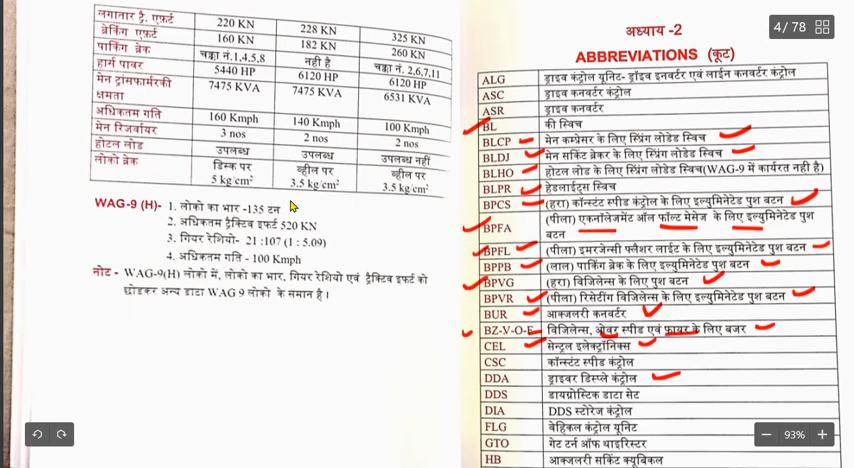 लगातार ट्रै. एफर्ट 220 KN 228 KN 325 KN
ब्रेकिंग एफर्ट 160 KN 182 KN 260 KN
पार्किंग ब्रेक चक्का नं.1,4,5,8 नही है चक्का नं. 2,6,7,11
हार्स पावर 5440 HP 6120 HP 6120 HP
मेन ट्रांसफार्मरकी 7475 KVA 7475 KVA 6531 KVA
क्षमता
अधिकतम गति 160 Kmph 140 Kmph 100 Kmph
मेन रिजर्वायर 3 nos 2 nos 2 nos
होटल लोड उपलब्ध उपलब्ध उपलब्ध नहीं
लोको ब्रेक डिस्क पर व्हील पर व्हील पर
5 kg/cm² 3.5 kg/cm² 3.5 kg/cm²
WAG-9 (H)- 1. लोको का भार -135 टन
2. अधिकतम ट्रैक्टिव इफर्ट 520 KN
3. गियर रेशियो- 21 :107 (1 : 5.09)
4. अधिकतम गति - 100 Kmph
नोट - WAG-9(H) लोको में, लोको का भार, गियर रेशियो एवं ट्रैक्टिव इफर्ट को
छोडकर अन्य डाटा WAG 9 लोको के समान है।
अध्याय -2
4 / 78
ABBREVIATIONS (कूट)
ALG ड्राइव कंट्रोल यूनिट- ड्रॉइव इनवर्टर एवं लाईन कनवर्टर कंट्रोल
ASC ड्राइव कनवर्टर कंट्रोल
ASR ड्राइव कनवर्टर
BL की स्विच
BLCP मेन कम्प्रेसर के लिए स्प्रिंग लोडेड स्विच
BLDJ मेन सर्किट ब्रेकर के लिए स्प्रिंग लोडेड स्विच
BLHO होटल लोड के लिए स्प्रिंग लोडेड स्विच(WAG-9 में कार्यरत नही है)
BLPR हेडलाईट्स स्विच
BPCS (हरा) कॉन्स्टंट स्पीड कंट्रोल के लिए इल्युमिनेटेड पुश बटन
BPFA (पीला) एकनॉलेजमेंट ऑल फॉल्ट मेसेज के लिए इल्युमिनेटेड पुश
बटन
BPFL (पीला) इमरजेन्सी फ्लैशर लाईट के लिए इल्युमिनेटेड पुश बटन
BPPB (लाल) पार्किंग ब्रेक के लिए इल्युमिनेटेड पुश बटन
BPVG (हरा) विजिलेन्स के लिए पुश बटन
BPVR (पीला) रिसेटींग विजिलेन्स के लिए इल्युमिनेटेड पुश बटन
BUR आक्जलरी कनवर्टर
BZ-V-O-F विजिलेन्स, ओवर स्पीड एवं फायर के लिए बजर
CEL सेन्ट्रल इलेक्ट्रॉनिक्स
CSC कॉन्स्टंट स्पीड कंट्रोल
DDA ड्राइवर डिस्प्ले कंट्रोल
DDS डायग्नोस्टिक डाटा सेट
DIA DDS स्टोरेज कंट्रोल
FLG वेहिकल कंट्रोल यूनिट
GTO गेट टर्न ऑफ थाइरिस्टर
HB आक्जलरी सर्किट क्यूबिकल
93%